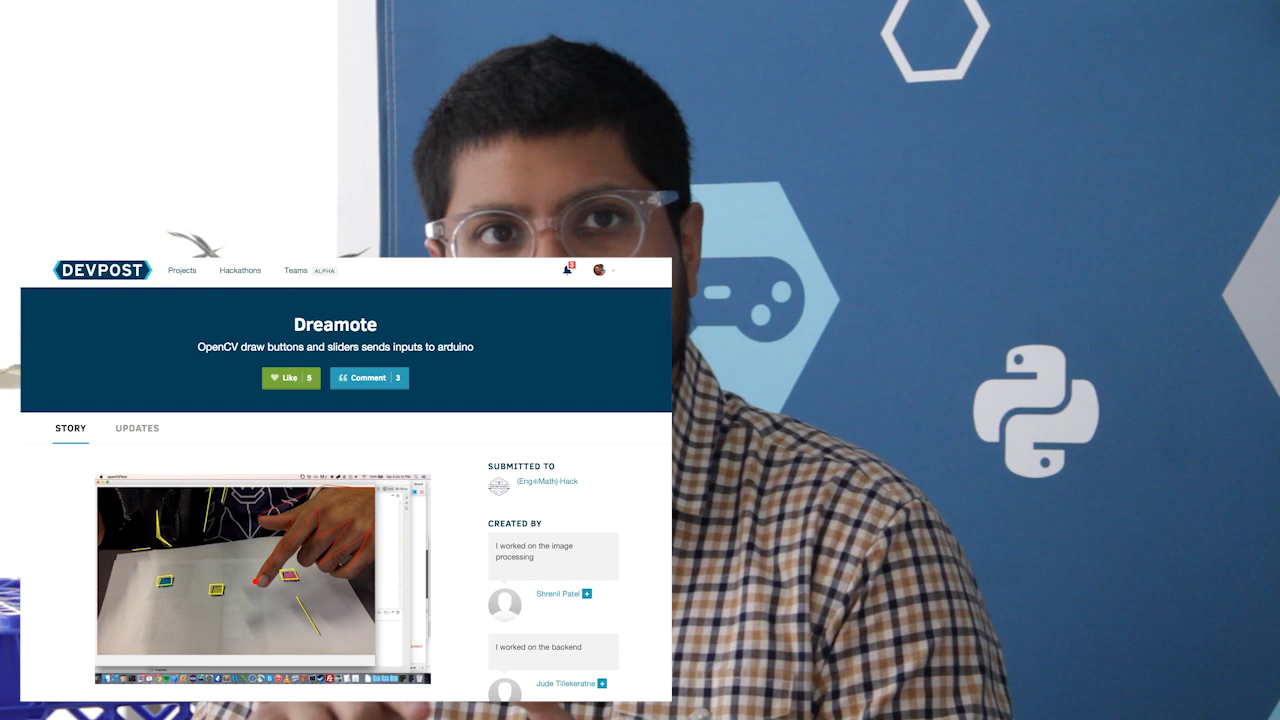 DEVPOST
Projects
Hackathons
Teams ALPHA
3
Dreamote
OpenCV draw buttons and sliders sends inputs to arduino
Like 5
Comment 3
STORY
UPDATES
SUBMITTED TO
(Eng⊕Math)·Hack
CREATED BY
I worked on the image
processing
Shrenil Patel +
I worked on the backend
Jude Tillekeratne +